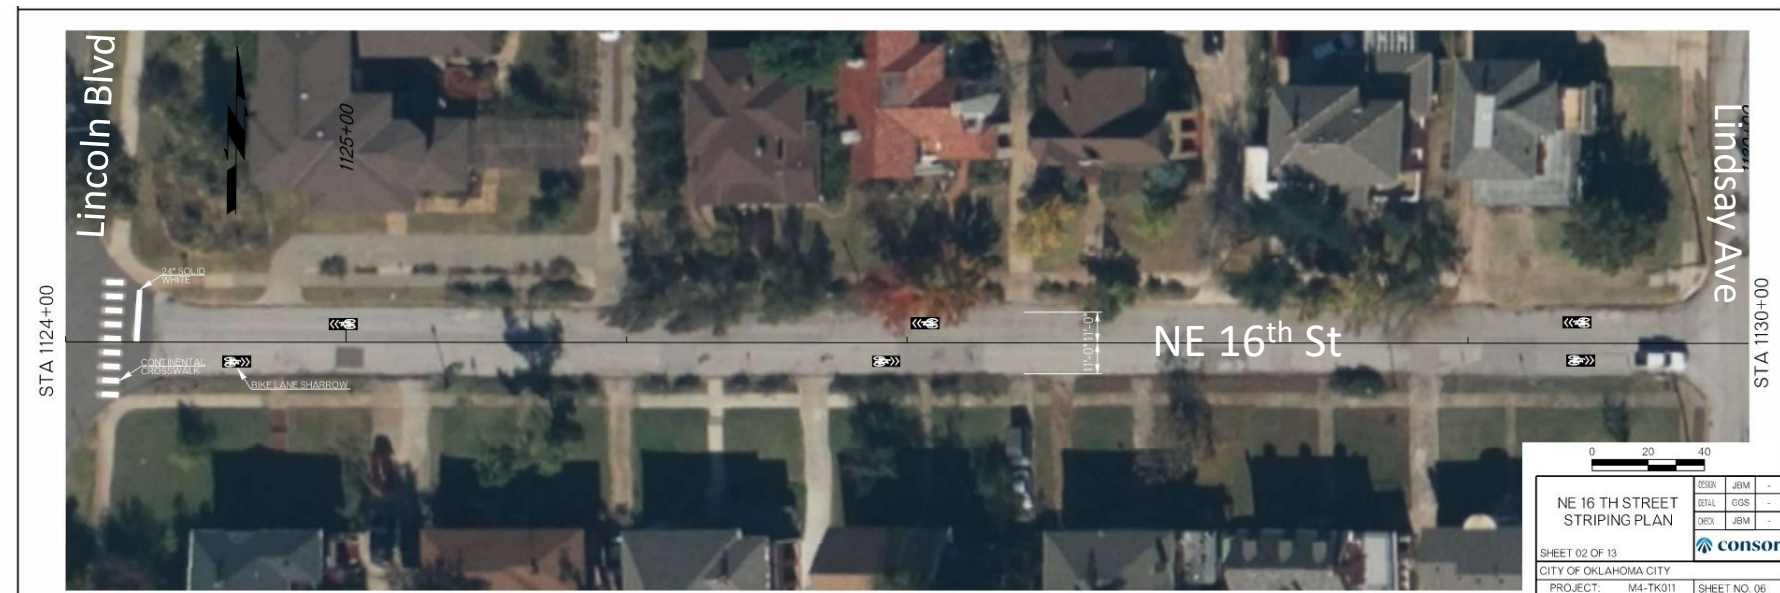 Lincoln Blvd
1125+00
Lindsay Ave
24" SOLID
WHITE
STA 1124+00
CONTINENTAL
CROSSWALK
BIKE LANE SHARROW
11'-0"
11'-0"
NE 16th St
STA 1130+00
0 20 40
NE 16 TH STREET
STRIPING PLAN
DESIGN JBM -
DETAIL GGS -
CHECK JBM -
consor
SHEET 02 OF 13
CITY OF OKLAHOMA CITY
PROJECT: M4-TK011 SHEET NO. 06